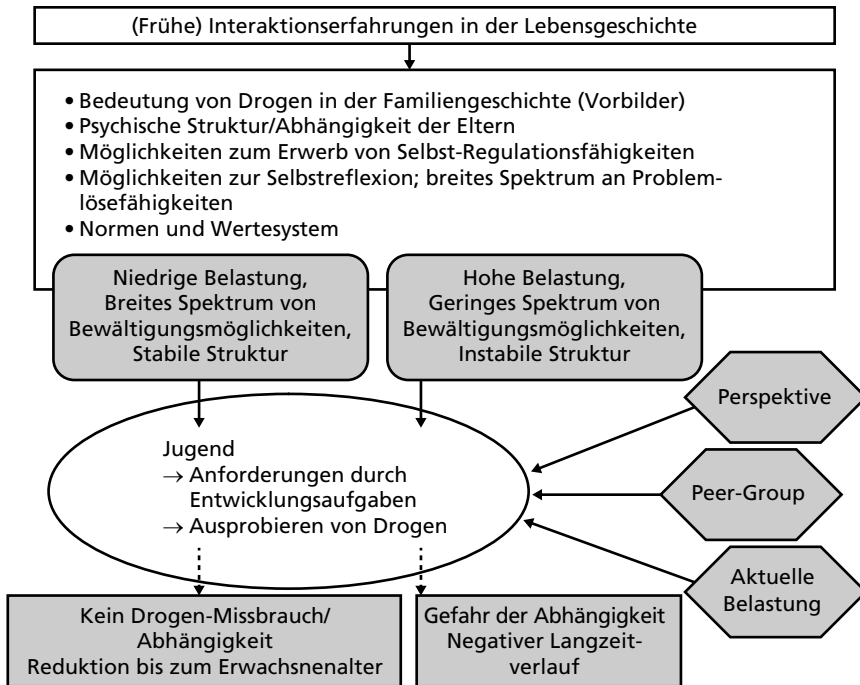 (Frühe) Interaktionserfahrungen in der Lebensgeschichte
• Bedeutung von Drogen in der Familiengeschichte (Vorbilder)
• Psychische Struktur/Abhängigkeit der Eltern
• Möglichkeiten zum Erwerb von Selbst-Regulationsfähigkeiten
• Möglichkeiten zur Selbstreflexion; breites Spektrum an Problem-
lösefähigkeiten
• Normen und Wertesystem
Niedrige Belastung,
Breites Spektrum von
Bewältigungsmöglichkeiten,
Stabile Struktur
Hohe Belastung,
Geringes Spektrum von
Bewältigungsmöglichkeiten,
Instabile Struktur
Perspektive
Peer-Group
Aktuelle
Belastung
Jugend
→ Anforderungen durch
Entwicklungsaufgaben
→ Ausprobieren von Drogen
Kein Drogen-Missbrauch/
Abhängigkeit
Reduktion bis zum Erwachsnenalter
Gefahr der Abhängigkeit
Negativer Langzeit-
verlauf